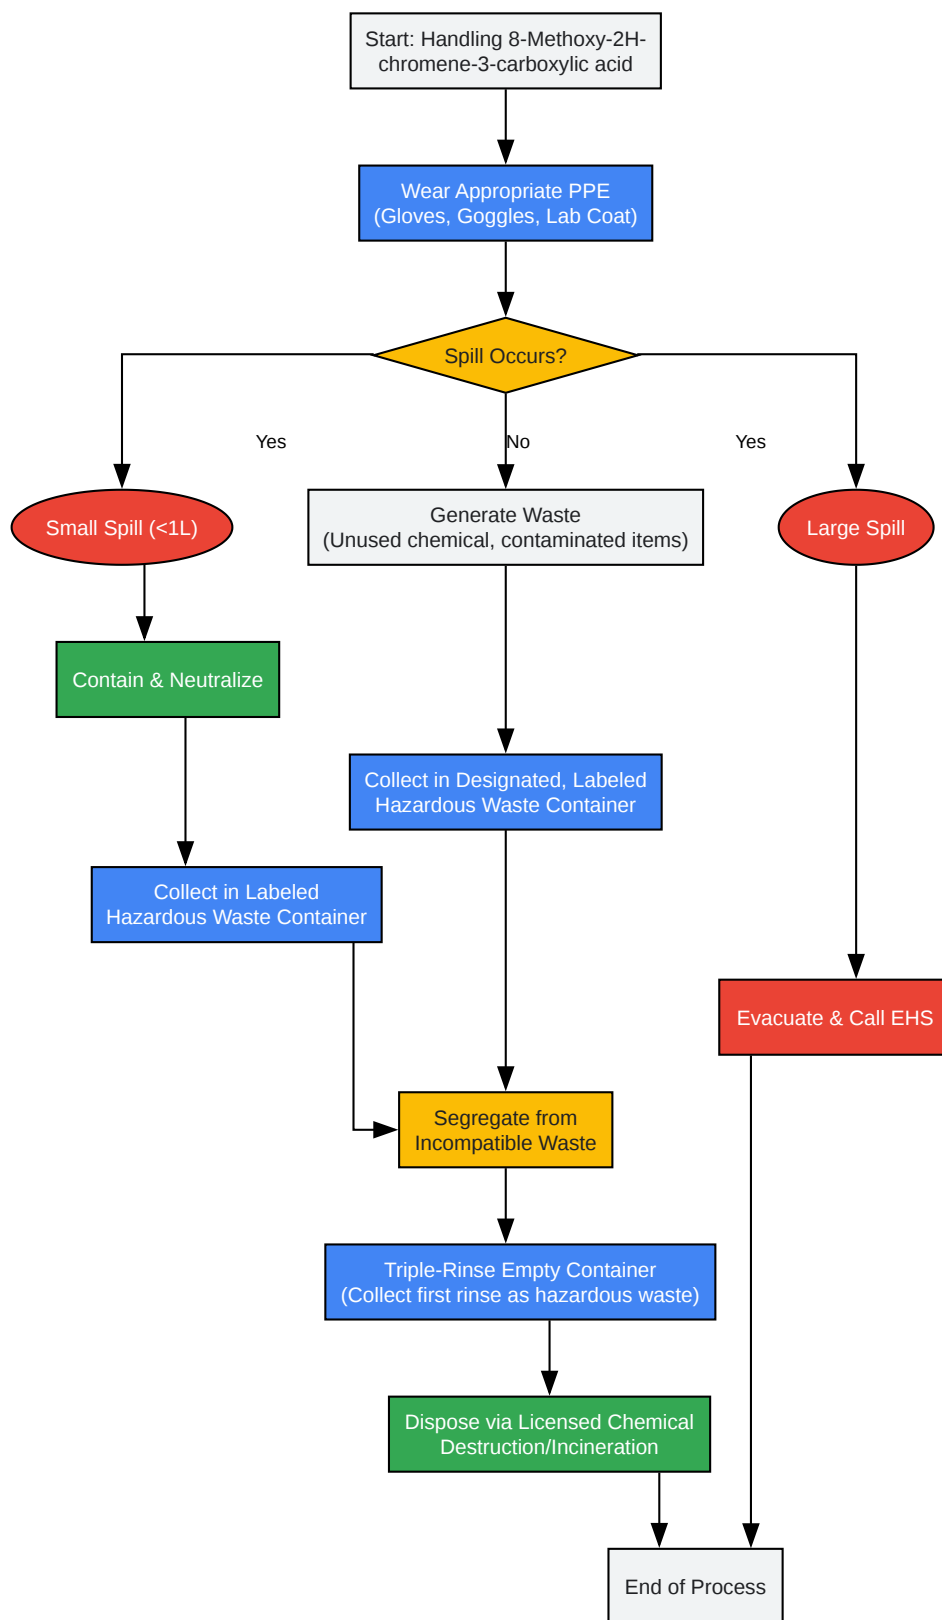 Start: Handling 8-Methoxy-2H-
chromene-3-carboxylic acid
Wear Appropriate PPE
(Gloves, Goggles, Lab Coat)
Spill Occurs?
Yes
No
Yes
Small Spill (<1L)
Generate Waste
(Unused chemical, contaminated items)
Large Spill
Contain & Neutralize
Collect in Designated, Labeled
Hazardous Waste Container
Collect in Labeled
Hazardous Waste Container
Evacuate & Call EHS
Segregate from
Incompatible Waste
Triple-Rinse Empty Container
(Collect first rinse as hazardous waste)
Dispose via Licensed Chemical
Destruction/Incineration
End of Process